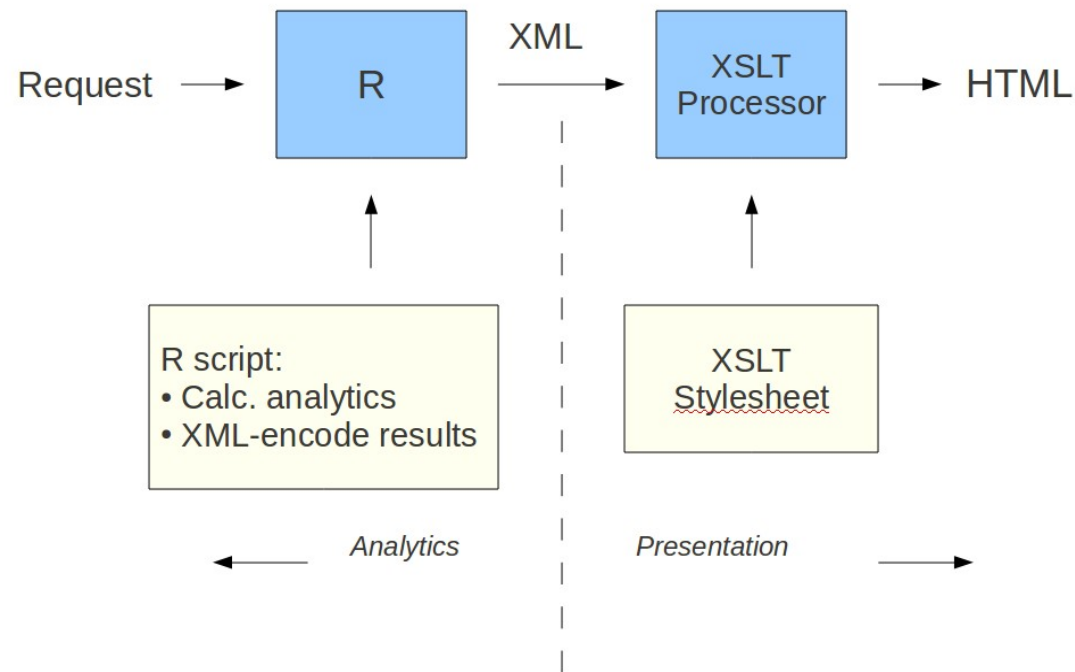 Request
R
XML
XSLT
Processor
HTML
R script:
• Calc. analytics
• XML-encode results
XSLT
Stylesheet
Analytics
Presentation